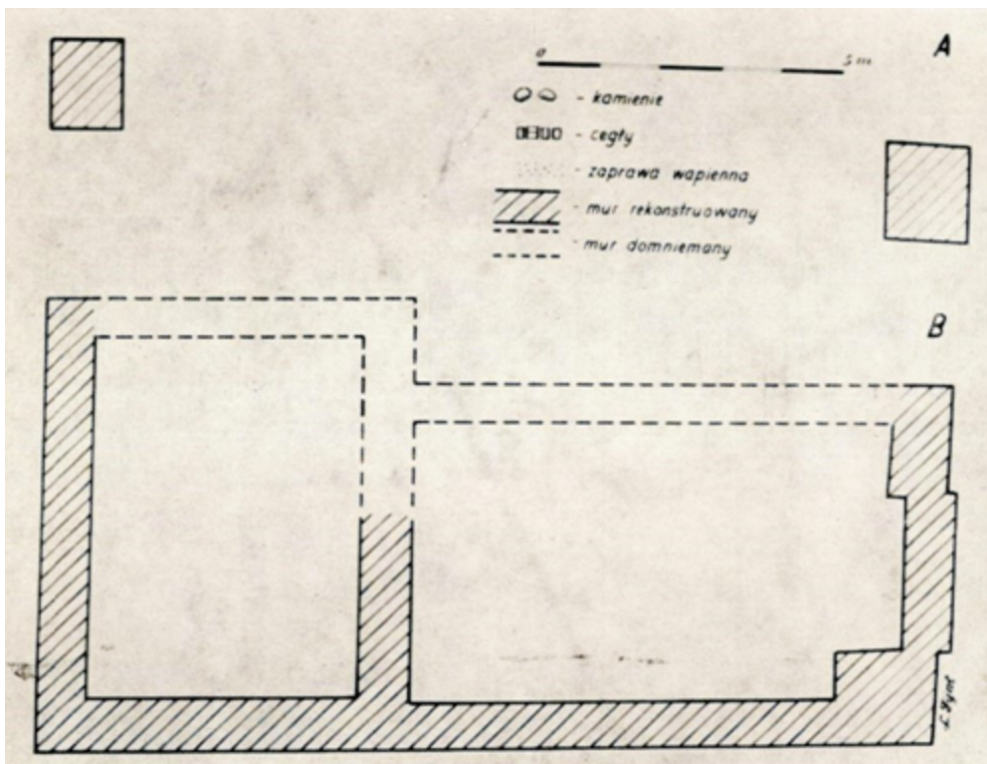 A
0 5 m
- kamienie
- cegły
- zaprawa wapienna
- mur rekonstruowany
- mur domniemany
B